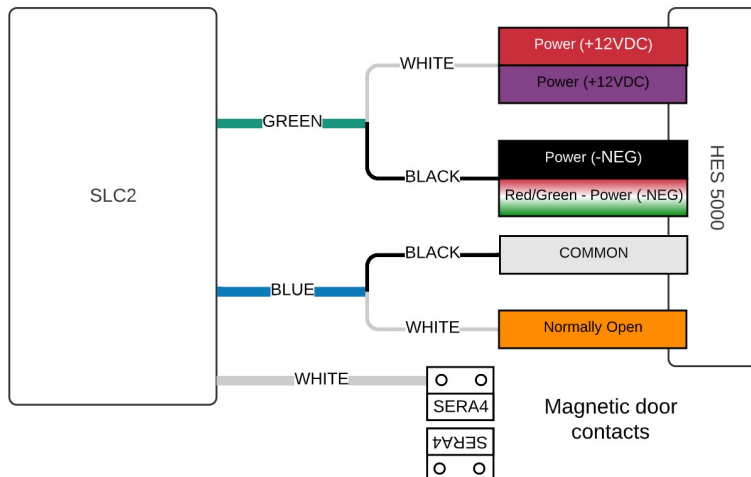 SLC2
GREEN
WHITE
BLACK
Power (+12VDC)
Power (+12VDC)
Power (-NEG)
Red/Green - Power (-NEG)
HES 5000
BLUE
BLACK
WHITE
COMMON
Normally Open
WHITE
SERA4
SERA4
Magnetic door
contacts